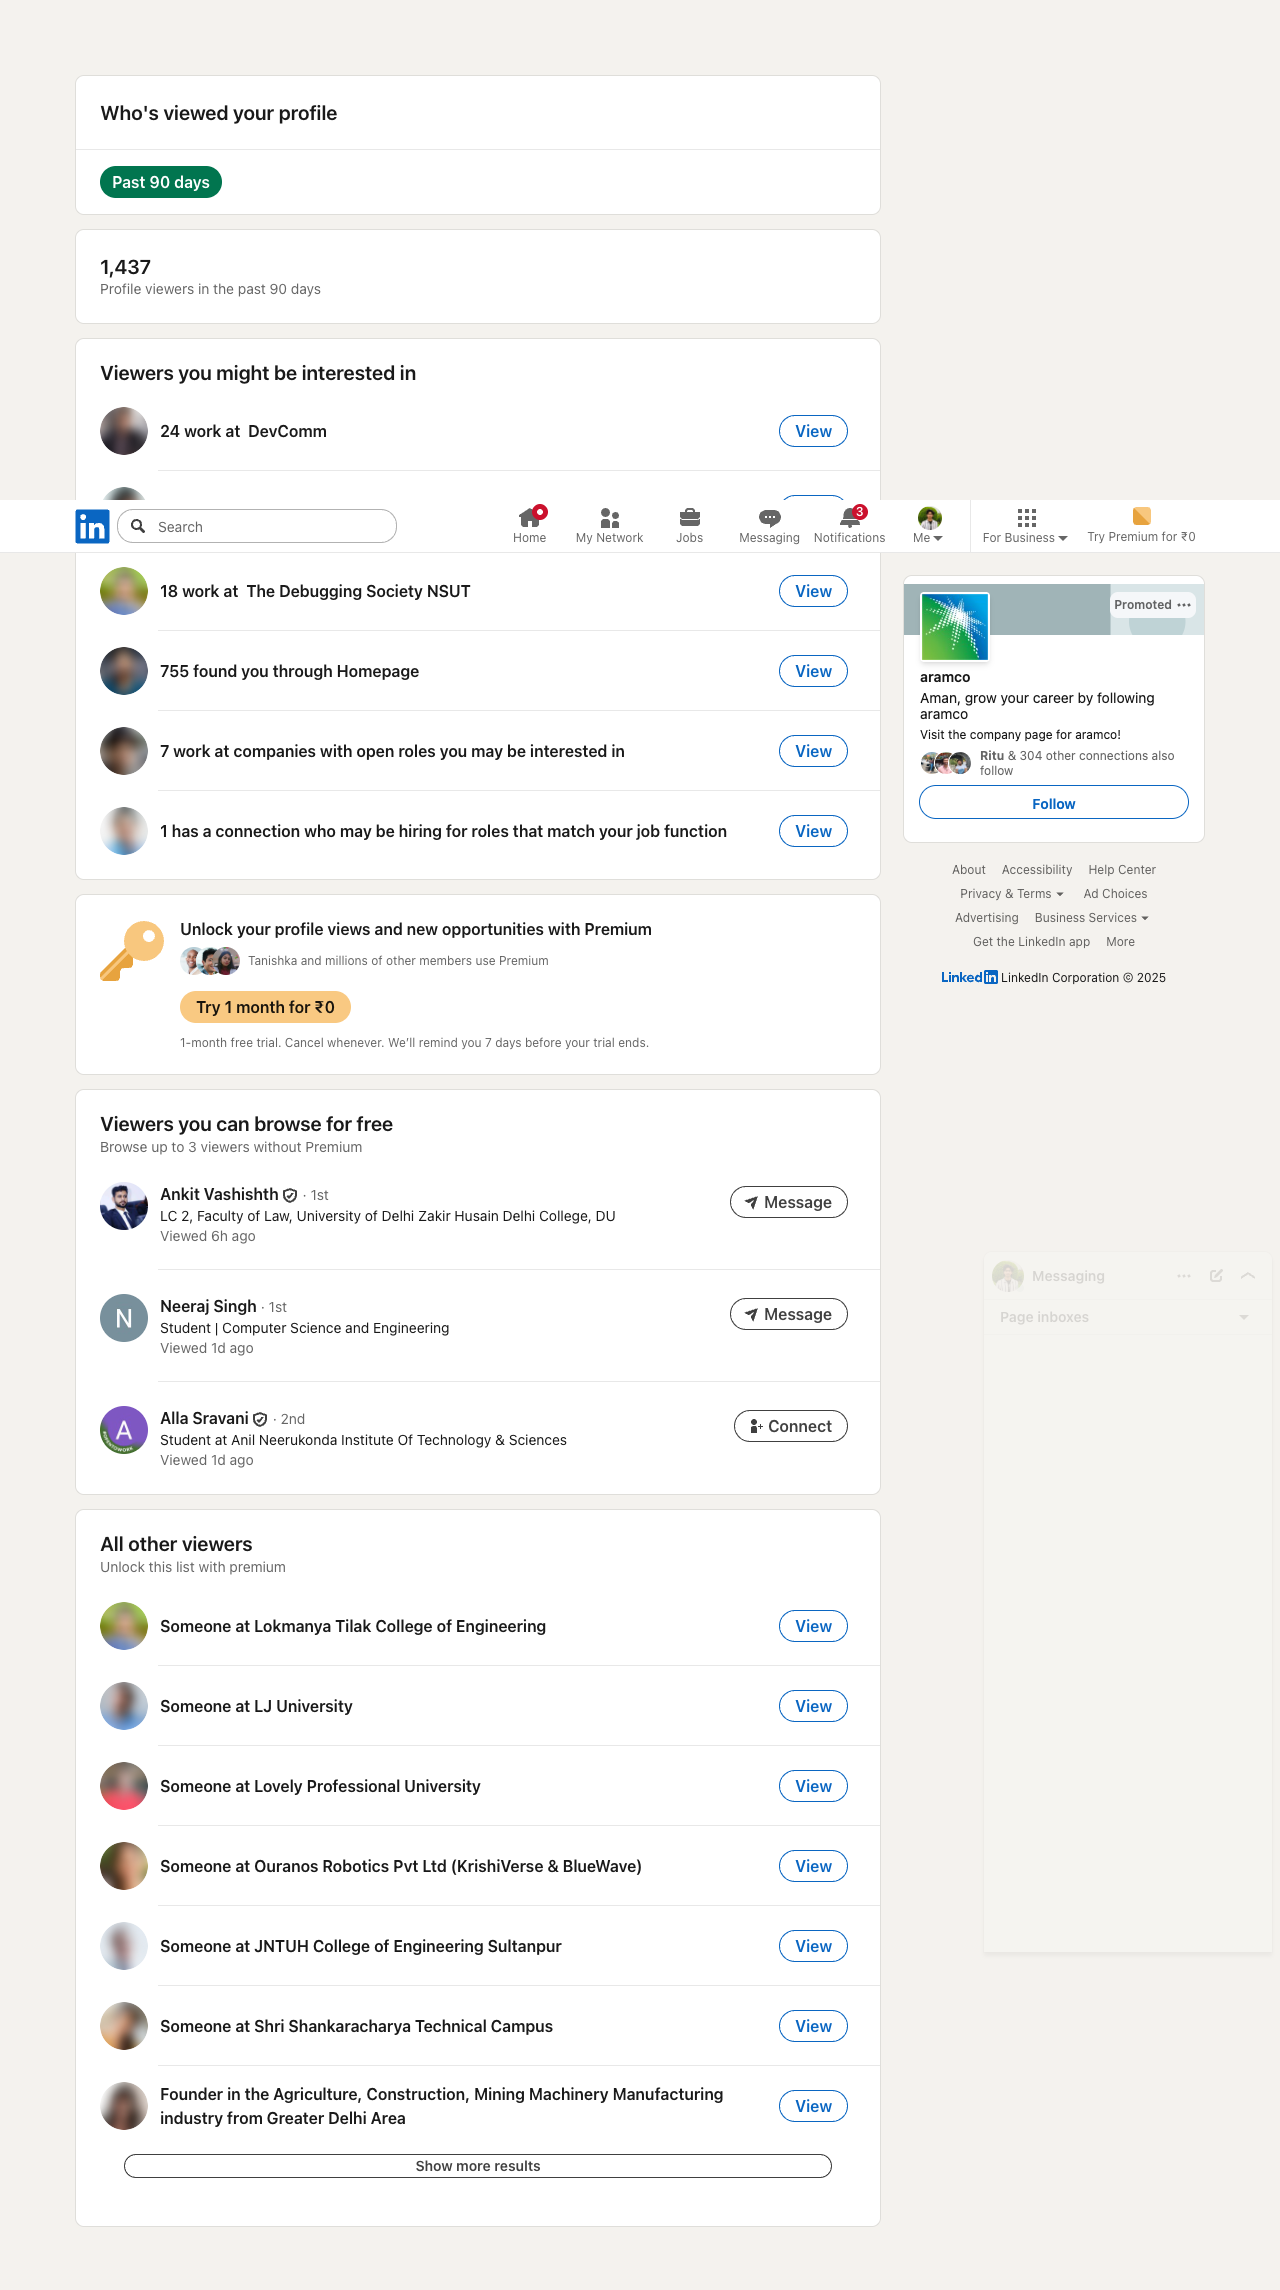 Who's viewed your profile
Past 90 days
1,437
Profile viewers in the past 90 days
Viewers you might be interested in
24 work at DevComm
View
in
Search
Home
My Network
Jobs
Messaging
3
Notifications
Me
For Business
Try Premium for ₹0
18 work at The Debugging Society NSUT
View
755 found you through Homepage
View
7 work at companies with open roles you may be interested in
View
1 has a connection who may be hiring for roles that match your job function
View
Promoted
aramco
Aman, grow your career by following
aramco
Visit the company page for aramco!
Ritu & 304 other connections also
follow
Follow
About Accessibility Help Center
Privacy & Terms Ad Choices
Advertising Business Services
Get the LinkedIn app More
Linkedin LinkedIn Corporation © 2025
Unlock your profile views and new opportunities with Premium
Tanishka and millions of other members use Premium
Try 1 month for ₹0
1-month free trial. Cancel whenever. We'll remind you 7 days before your trial ends.
Viewers you can browse for free
Browse up to 3 viewers without Premium
Ankit Vashishth · 1st
LC 2, Faculty of Law, University of Delhi Zakir Husain Delhi College, DU
Viewed 6h ago
Message
N
Neeraj Singh · 1st
Student | Computer Science and Engineering
Viewed 1d ago
Message
A
#OPENTOWORK
Alla Sravani · 2nd
Student at Anil Neerukonda Institute Of Technology & Sciences
Viewed 1d ago
Connect
Messaging
Page inboxes
All other viewers
Unlock this list with premium
Someone at Lokmanya Tilak College of Engineering
View
Someone at LJ University
View
Someone at Lovely Professional University
View
Someone at Ouranos Robotics Pvt Ltd (KrishiVerse & BlueWave)
View
Someone at JNTUH College of Engineering Sultanpur
View
Someone at Shri Shankaracharya Technical Campus
View
Founder in the Agriculture, Construction, Mining Machinery Manufacturing
industry from Greater Delhi Area
View
Show more results